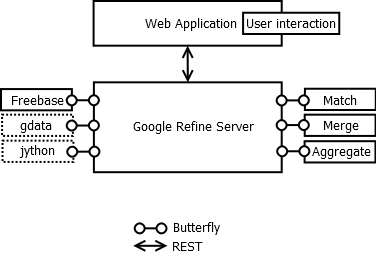 Web Application
User interaction
Freebase
gdata
jython
Google Refine Server
Match
Merge
Aggregate
Butterfly
REST